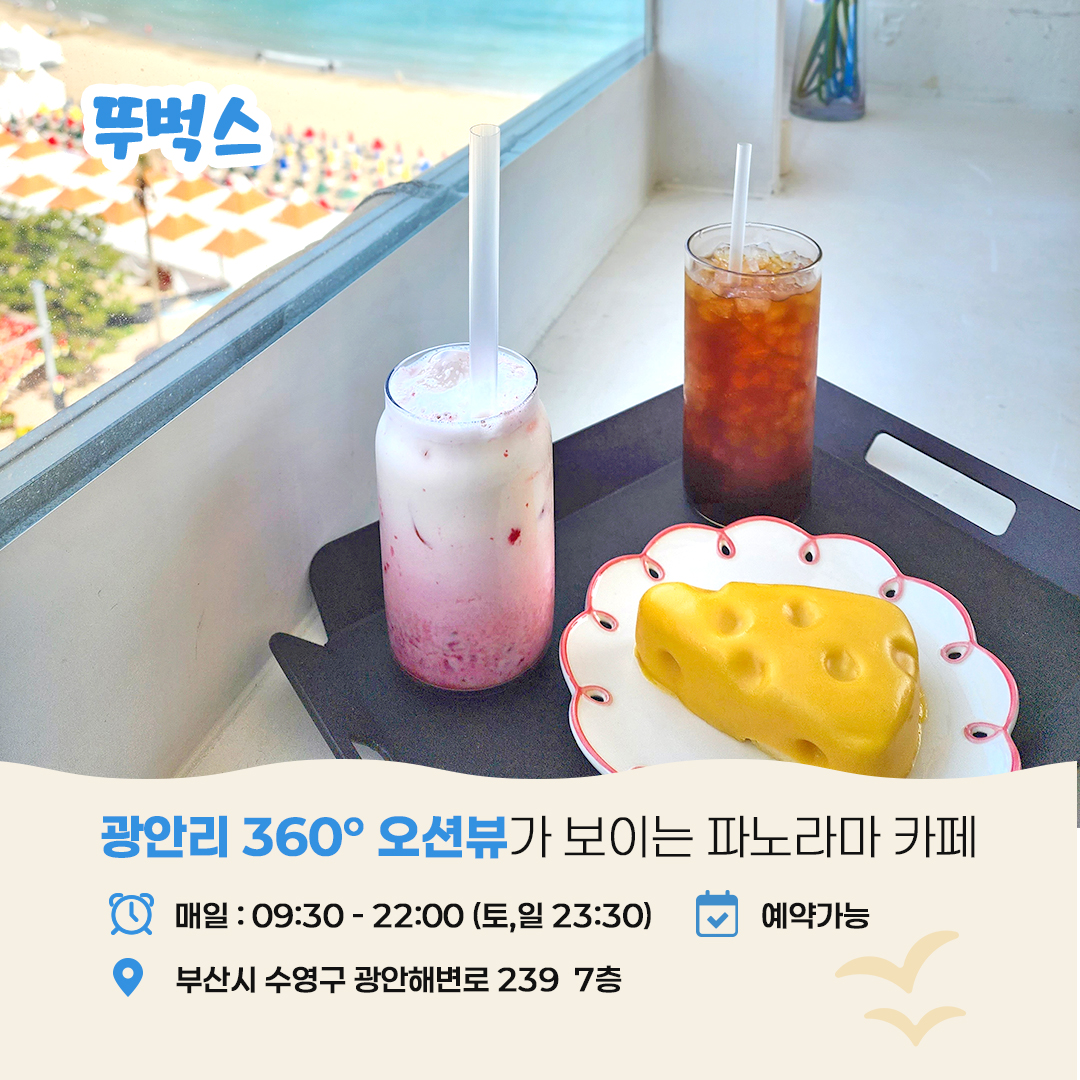 뚜벅스
광안리 360° 오션뷰가 보이는 파노라마 카페
매일 : 09:30 - 22:00 (토,일 23:30)
예약가능
부산시 수영구 광안해변로 239 7층